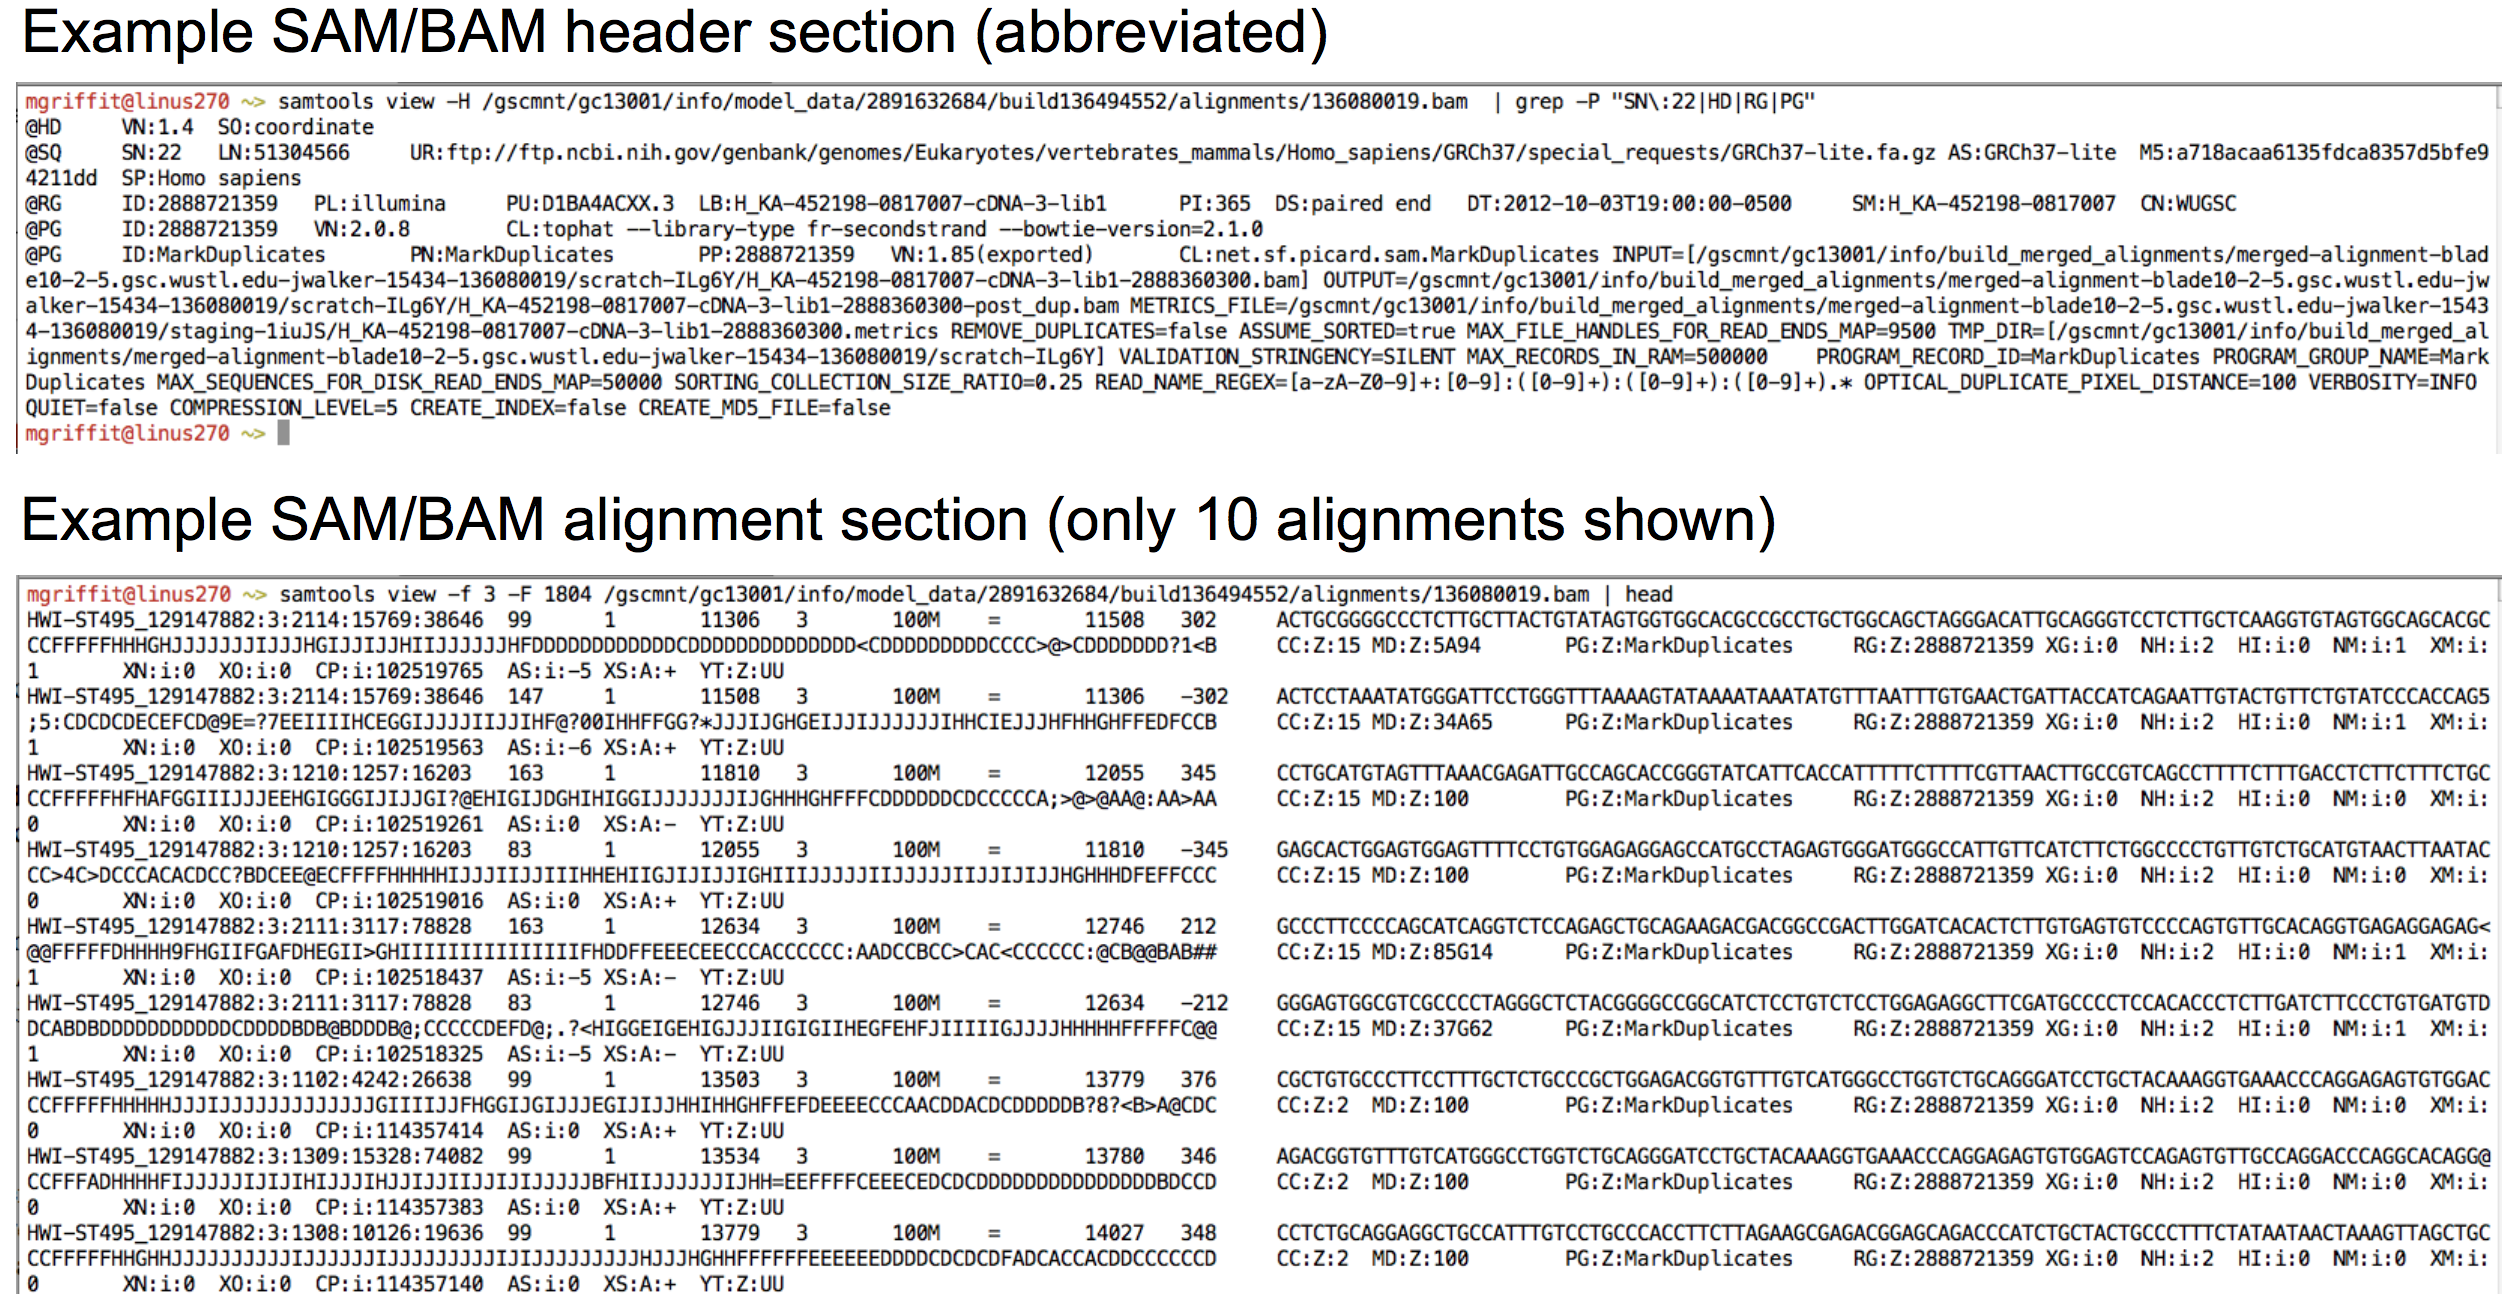 Example SAM/BAM header section (abbreviated)
mgriffit@linus270 ~> samtools view -H /gscmnt/gc13001/info/model_data/2891632684/build136494552/alignments/136080019.bam | grep -P "SN\:22|HD|RG|PG"
@HD VN:1.4 SO:coordinate
@SQ SN:22 LN:51304566 UR:ftp://ftp.ncbi.nih.gov/genbank/genomes/Eukaryotes/vertebrates_mammals/Homo_sapiens/GRCh37/special_requests/GRCh37-lite.fa.gz AS:GRCh37-lite M5:a718acaa6135fdca8357d5bfe9
4211dd SP:Homo sapiens
@RG ID:2888721359 PL:illumina PU:D1BA4ACXX.3 LB:H_KA-452198-0817007-cDNA-3-lib1 PI:365 DS:paired end DT:2012-10-03T19:00:00-0500 SM:H_KA-452198-0817007 CN:WUGSC
@PG ID:2888721359 VN:2.0.8 CL:tophat --library-type fr-secondstrand --bowtie-version=2.1.0
@PG ID:MarkDuplicates PN:MarkDuplicates PP:2888721359 VN:1.85(exported) CL:net.sf.picard.sam.MarkDuplicates INPUT=[/gscmnt/gc13001/info/build_merged_alignments/merged-alignment-blad
e10-2-5.gsc.wustl.edu-jwalker-15434-136080019/scratch-ILg6Y/H_KA-452198-0817007-cDNA-3-lib1-2888360300.bam] OUTPUT=/gscmnt/gc13001/info/build_merged_alignments/merged-alignment-blade10-2-5.gsc.wustl.edu-jw
alker-15434-136080019/scratch-ILg6Y/H_KA-452198-0817007-cDNA-3-lib1-2888360300-post_dup.bam METRICS_FILE=/gscmnt/gc13001/info/build_merged_alignments/merged-alignment-blade10-2-5.gsc.wustl.edu-jwalker-1543
4-136080019/staging-1iuJS/H_KA-452198-0817007-cDNA-3-lib1-2888360300.metrics REMOVE_DUPLICATES=false ASSUME_SORTED=true MAX_FILE_HANDLES_FOR_READ_ENDS_MAP=9500 TMP_DIR=[/gscmnt/gc13001/info/build_merged_al
ignments/merged-alignment-blade10-2-5.gsc.wustl.edu-jwalker-15434-136080019/scratch-ILg6Y] VALIDATION_STRINGENCY=SILENT MAX_RECORDS_IN_RAM=500000 PROGRAM_RECORD_ID=MarkDuplicates PROGRAM_GROUP_NAME=Mark
Duplicates MAX_SEQUENCES_FOR_DISK_READ_ENDS_MAP=50000 SORTING_COLLECTION_SIZE_RATIO=0.25 READ_NAME_REGEX=[a-zA-Z0-9]+:[0-9]:([0-9]+):([0-9]+):([0-9]+).* OPTICAL_DUPLICATE_PIXEL_DISTANCE=100 VERBOSITY=INFO
QUIET=false COMPRESSION_LEVEL=5 CREATE_INDEX=false CREATE_MD5_FILE=false
mgriffit@linus270 ~>
Example SAM/BAM alignment section (only 10 alignments shown)
mgriffit@linus270 ~> samtools view -f 3 -F 1804 /gscmnt/gc13001/info/model_data/2891632684/build136494552/alignments/136080019.bam | head
HWI-ST495_129147882:3:2114:15769:38646 99 1 11306 3 100M = 11508 302 ACTGCGGGGCCCTCTTGCTTACTGTATAGTGGTGGCACGCCGCCTGCTGGCAGCTAGGGACATTGCAGGGTCCTCTTGCTCAAGGTGTAGTGGCAGCACGC
CCFFFFFHHHGHJJJJJJJIJJJHGIJJIJJHIIJJJJJJHFDDDDDDDDDDDDCDDDDDDDDDDDDDD<CDDDDDDDDDCCCC>@>CDDDDDDD?1<B CC:Z:15 MD:Z:5A94 PG:Z:MarkDuplicates RG:Z:2888721359 XG:i:0 NH:i:2 HI:i:0 NM:i:1 XM:i:
1 XN:i:0 XO:i:0 CP:i:102519765 AS:i:-5 XS:A:+ YT:Z:UU
HWI-ST495_129147882:3:2114:15769:38646 147 1 11508 3 100M = 11306 -302 ACTCCTAAATATGGGATTCCTGGGTTTAAAAGTATAAAATAAATATGTTTAATTTGTGAACTGATTACCATCAGAATTGTACTGTTCTGTATCCCACCAG5
;5:CDCDCDECEFCD@9E=?7EEIIIIHCEGGIJJJJIIJJIHF@?00IHHFFGG?*JJJIJGHGEIJJIJJJJJJIHHCIEJJJHFHHGHFFEDFCCB CC:Z:15 MD:Z:34A65 PG:Z:MarkDuplicates RG:Z:2888721359 XG:i:0 NH:i:2 HI:i:0 NM:i:1 XM:i:
1 XN:i:0 XO:i:0 CP:i:102519563 AS:i:-6 XS:A:+ YT:Z:UU
HWI-ST495_129147882:3:1210:1257:16203 163 1 11810 3 100M = 12055 345 CCTGCATGTAGTTTAAACGAGATTGCCAGCACCGGGTATCATTCACCATTTTTCTTTTCGTTAACTTGCCGTCAGCCTTTTCTTTGACCTCTTCTTTCTGC
CCFFFFFHFHAFGGIIIJJJEEHGIGGGIJIJJGI?@EHIGIJDGHIHIGGIJJJJJJJIJGHHHGHFFFCDDDDDDCDCCCCCA;>@>@AA@:AA>AA CC:Z:15 MD:Z:100 PG:Z:MarkDuplicates RG:Z:2888721359 XG:i:0 NH:i:2 HI:i:0 NM:i:0 XM:i:
0 XN:i:0 XO:i:0 CP:i:102519261 AS:i:0 XS:A:- YT:Z:UU
HWI-ST495_129147882:3:1210:1257:16203 83 1 12055 3 100M = 11810 -345 GAGCACTGGAGTGGAGTTTTCCTGTGGAGAGGAGCCATGCCTAGAGTGGGATGGGCCATTGTTCATCTTCTGGCCCCTGTTGTCTGCATGTAACTTAATAC
CC>4C>DCCCACACDCC?BDCEE@ECFFFFHHHHHIJJJJIIJJIIIHHEHIIGJIJIJJIGHIIIJJJJJIIJJJJJIIJJIJIJJHGHHHDFEFFCCC CC:Z:15 MD:Z:100 PG:Z:MarkDuplicates RG:Z:2888721359 XG:i:0 NH:i:2 HI:i:0 NM:i:0 XM:i:
0 XN:i:0 XO:i:0 CP:i:102519016 AS:i:0 XS:A:+ YT:Z:UU
HWI-ST495_129147882:3:2111:3117:78828 163 1 12634 3 100M = 12746 212 GCCCTTCCCCAGCATCAGGTCTCCAGAGCTGCAGAAGACGACGGCCGACTTGGATCACACTCTTGTGAGTGTCCCCAGTGTTGCACAGGTGAGAGGAGAG<
@@FFFFFDHHHH9FHGIIFGAFDHEGII>GHIIIIIIIIIIIIIIIFHDDFFEEECEECCCACCCCCC:AADCCBCC>CAC<CCCCCC:@CB@@BAB## CC:Z:15 MD:Z:85G14 PG:Z:MarkDuplicates RG:Z:2888721359 XG:i:0 NH:i:2 HI:i:0 NM:i:1 XM:i:
1 XN:i:0 XO:i:0 CP:i:102518437 AS:i:-5 XS:A:- YT:Z:UU
HWI-ST495_129147882:3:2111:3117:78828 83 1 12746 3 100M = 12634 -212 GGGAGTGGCGTCGCCCCTAGGGCTCTACGGGGCCGGCATCTCCTGTCTCCTGGAGAGGCTTCGATGCCCCTCCACACCCTCTTGATCTTCCCTGTGATGTD
DCABDBDDDDDDDDDDDCDDDDBDB@BDDDB@;CCCCCDEFD@;.?<HIGGEIGEHIGJJJIIGIGIIHEGFEHFJIIIIIGJJJJHHHHHFFFFFC@@ CC:Z:15 MD:Z:37G62 PG:Z:MarkDuplicates RG:Z:2888721359 XG:i:0 NH:i:2 HI:i:0 NM:i:1 XM:i:
1 XN:i:0 XO:i:0 CP:i:102518325 AS:i:-5 XS:A:- YT:Z:UU
HWI-ST495_129147882:3:1102:4242:26638 99 1 13503 3 100M = 13779 376 CGCTGTGCCCTTCCTTTGCTCTGCCCGCTGGAGACGGTGTTTGTCATGGGCCTGGTCTGCAGGGATCCTGCTACAAAGGTGAAACCCAGGAGAGTGTGGAC
CCFFFFFHHHHHJJJIJJJJJJJJJJJJJGIIIIJJFHGGIJGIJJJEGIJIJJHHIHHGHFFEFDEEEECCCAACDDACDCDDDDDB?8?<B>A@CDC CC:Z:2 MD:Z:100 PG:Z:MarkDuplicates RG:Z:2888721359 XG:i:0 NH:i:2 HI:i:0 NM:i:0 XM:i:
0 XN:i:0 XO:i:0 CP:i:114357414 AS:i:0 XS:A:+ YT:Z:UU
HWI-ST495_129147882:3:1309:15328:74082 99 1 13534 3 100M = 13780 346 AGACGGTGTTTGTCATGGGCCTGGTCTGCAGGGATCCTGCTACAAAGGTGAAACCCAGGAGAGTGTGGAGTCCAGAGTGTTGCCAGGACCCAGGCACAGG@
CCFFFADHHHHFIJJJJJIJIJIHIJJJIHJJIJJJIIJJIJIJIJJJJJBFHIIJJJJJJIJHH=EEFFFFCEEECEDCDCDDDDDDDDDDDDDDDBDCCD CC:Z:2 MD:Z:100 PG:Z:MarkDuplicates RG:Z:2888721359 XG:i:0 NH:i:2 HI:i:0 NM:i:0 XM:i:
0 XN:i:0 XO:i:0 CP:i:114357383 AS:i:0 XS:A:+ YT:Z:UU
HWI-ST495_129147882:3:1308:10126:19636 99 1 13779 3 100M = 14027 348 CCTCTGCAGGAGGCTGCCATTTGTCCTGCCCACCTTCTTAGAAGCGAGACGGAGCAGACCCATCTGCTACTGCCCTTTCTATAATAACTAAAGTTAGCTGC
CCFFFFFHHGHHJJJJJJJJJJIJJJJJJIJJJJJJJJJIJIJJJJJJJJJHJJJHGHHFFFFFFEEEEEEDDDDCDCDCDFADCACCACDDCCCCCCD CC:Z:2 MD:Z:100 PG:Z:MarkDuplicates RG:Z:2888721359 XG:i:0 NH:i:2 HI:i:0 NM:i:0 XM:i:
0 XN:i:0 XO:i:0 CP:i:114357140 AS:i:0 XS:A:+ YT:Z:UU